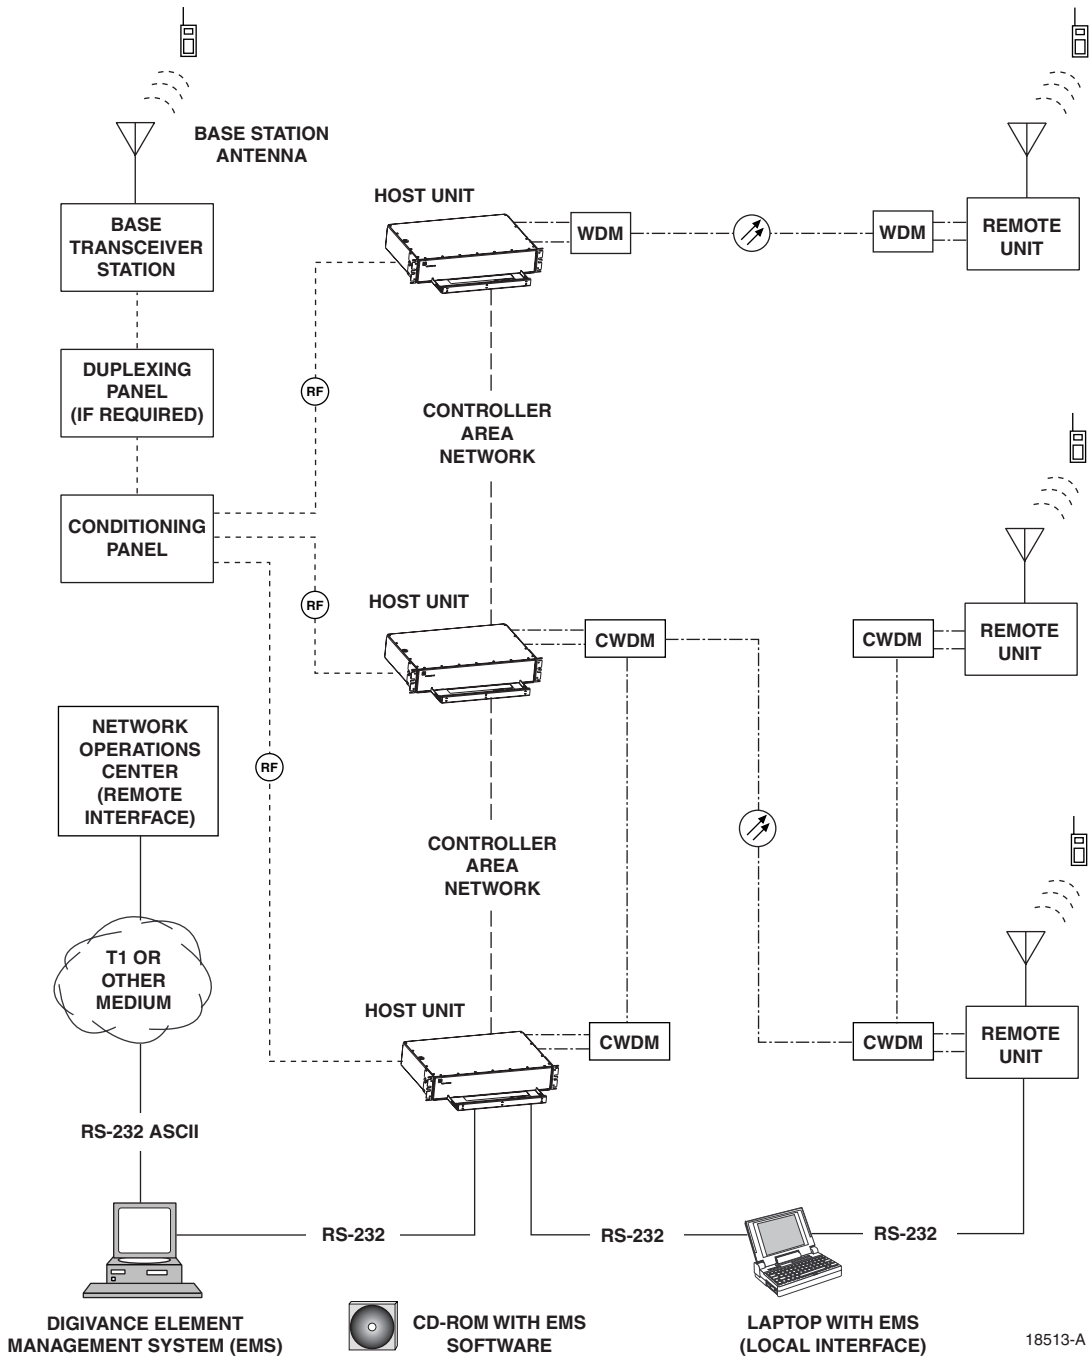 BASE STATION
ANTENNA
HOST UNIT
BASE
TRANSCEIVER
STATION
WDM
WDM
REMOTE
UNIT
DUPLEXING
PANEL
(IF REQUIRED)
RF
CONTROLLER
AREA
NETWORK
CONDITIONING
PANEL
RF
HOST UNIT
CWDM
CWDM
REMOTE
UNIT
NETWORK
OPERATIONS
CENTER
(REMOTE
INTERFACE)
RF
CONTROLLER
AREA
NETWORK
T1 OR
OTHER
MEDIUM
HOST UNIT
CWDM
CWDM
REMOTE
UNIT
RS-232 ASCII
RS-232
RS-232
RS-232
DIGIVANCE ELEMENT
MANAGEMENT SYSTEM (EMS)
CD-ROM WITH EMS
SOFTWARE
LAPTOP WITH EMS
(LOCAL INTERFACE)
18513-A